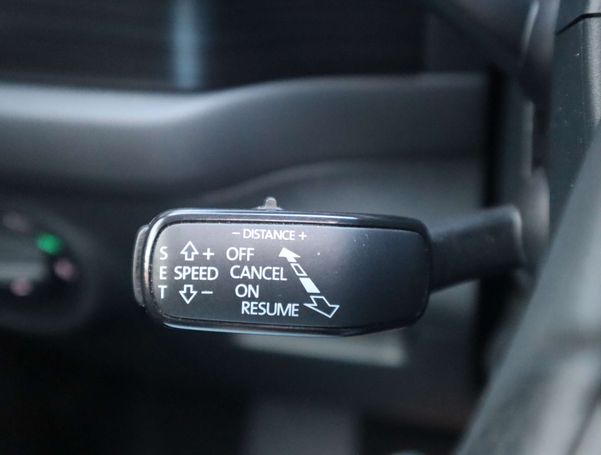 − DISTANCE +
S + OFF
E SPEED CANCEL
T − ON
RESUME